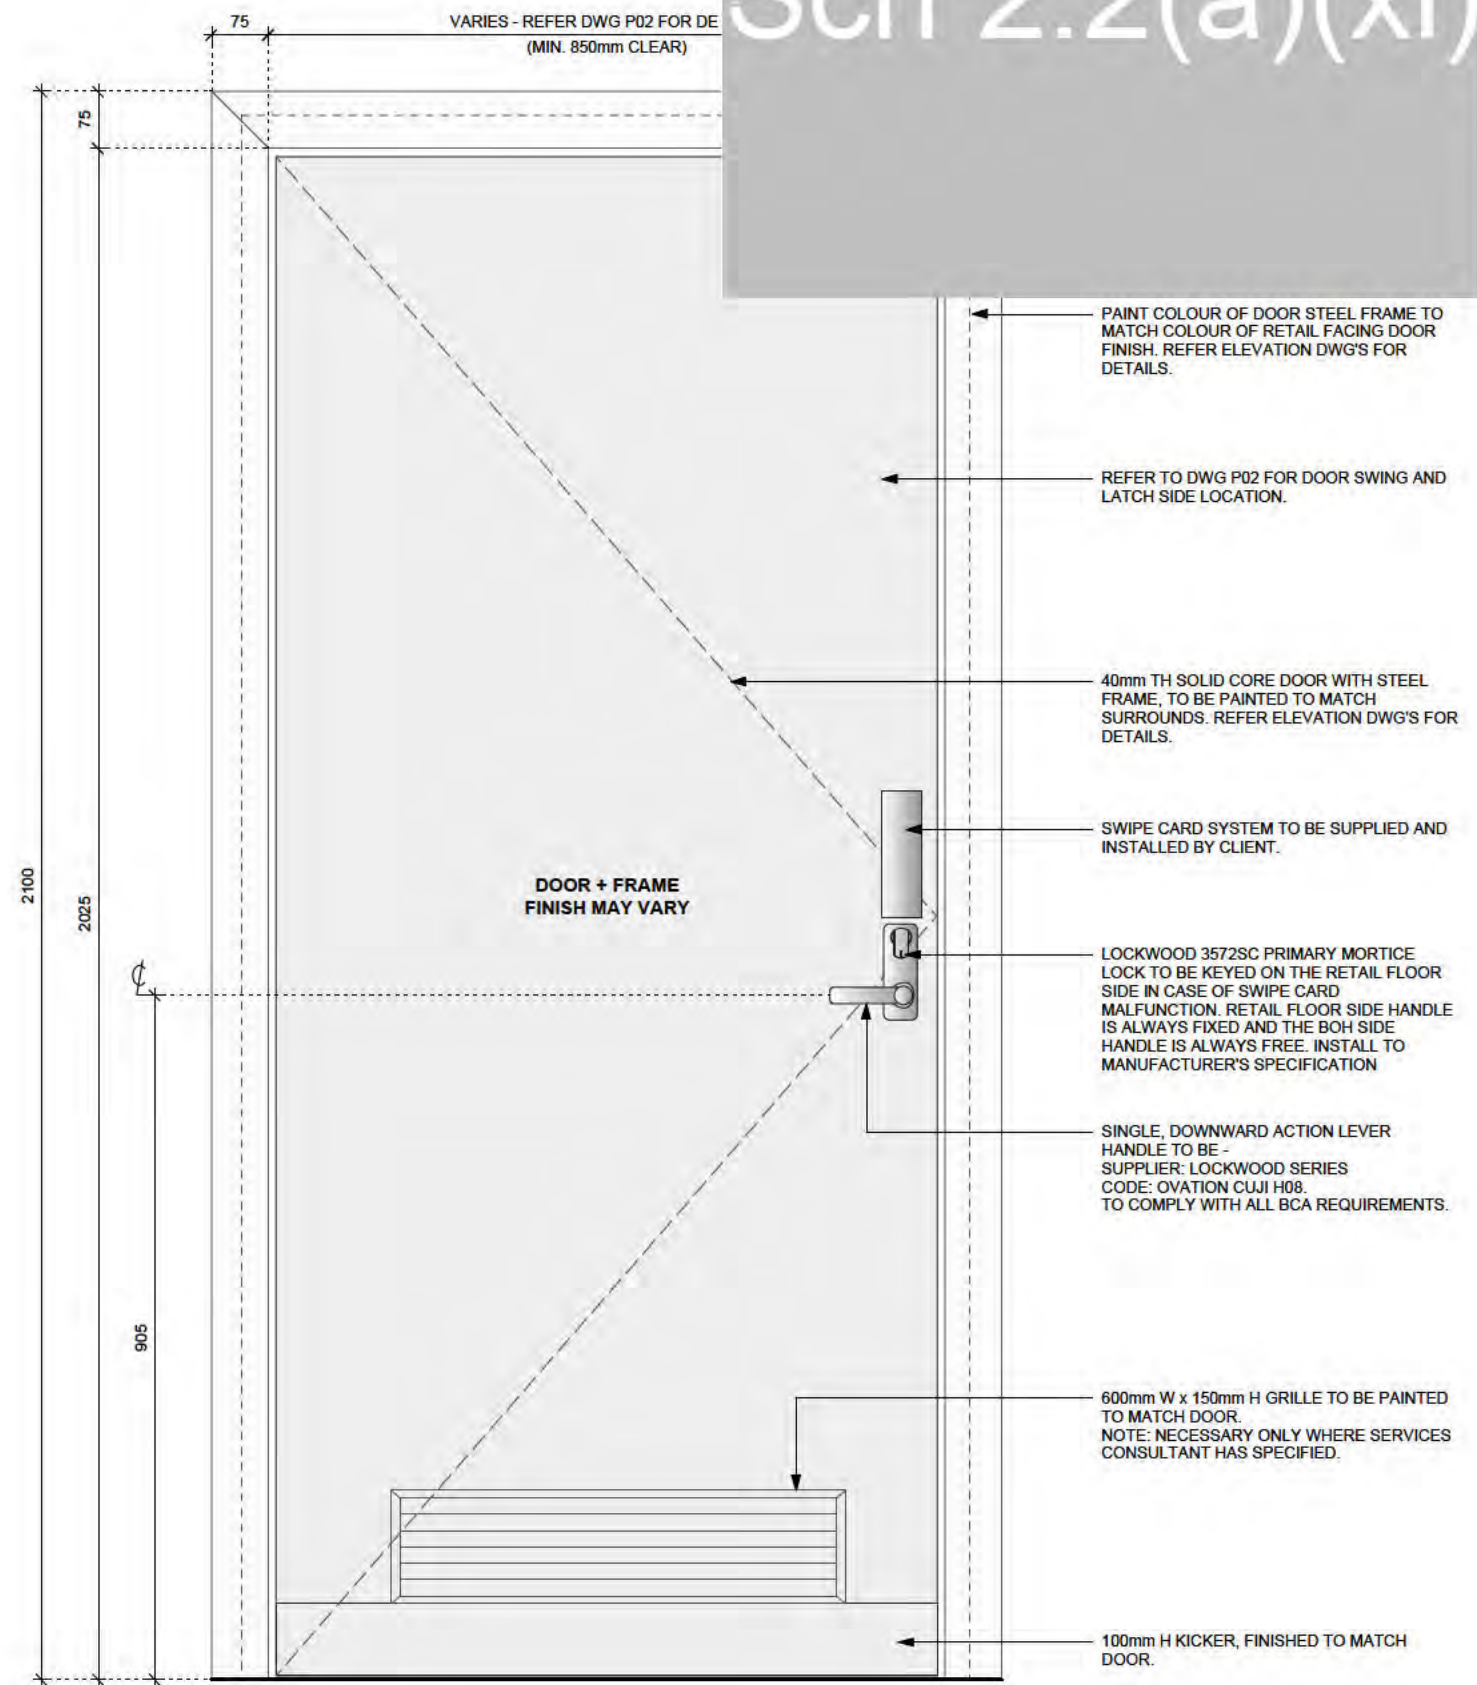 75
VARIES - REFER DWG P02 FOR DE
(MIN. 850mm CLEAR)
Sch 2.2(a)(xi)
75
PAINT COLOUR OF DOOR STEEL FRAME TO
MATCH COLOUR OF RETAIL FACING DOOR
FINISH. REFER ELEVATION DWG'S FOR
DETAILS.
REFER TO DWG P02 FOR DOOR SWING AND
LATCH SIDE LOCATION.
40mm TH SOLID CORE DOOR WITH STEEL
FRAME, TO BE PAINTED TO MATCH
SURROUNDS. REFER ELEVATION DWG'S FOR
DETAILS.
SWIPE CARD SYSTEM TO BE SUPPLIED AND
INSTALLED BY CLIENT.
2100
2025
DOOR + FRAME
FINISH MAY VARY
LOCKWOOD 3572SC PRIMARY MORTICE
LOCK TO BE KEYED ON THE RETAIL FLOOR
SIDE IN CASE OF SWIPE CARD
MALFUNCTION. RETAIL FLOOR SIDE HANDLE
IS ALWAYS FIXED AND THE BOH SIDE
HANDLE IS ALWAYS FREE. INSTALL TO
MANUFACTURER'S SPECIFICATION
SINGLE, DOWNWARD ACTION LEVER
HANDLE TO BE -
SUPPLIER: LOCKWOOD SERIES
CODE: OVATION CUJI H08.
TO COMPLY WITH ALL BCA REQUIREMENTS.
905
600mm W x 150mm H GRILLE TO BE PAINTED
TO MATCH DOOR.
NOTE: NECESSARY ONLY WHERE SERVICES
CONSULTANT HAS SPECIFIED.
100mm H KICKER, FINISHED TO MATCH
DOOR.